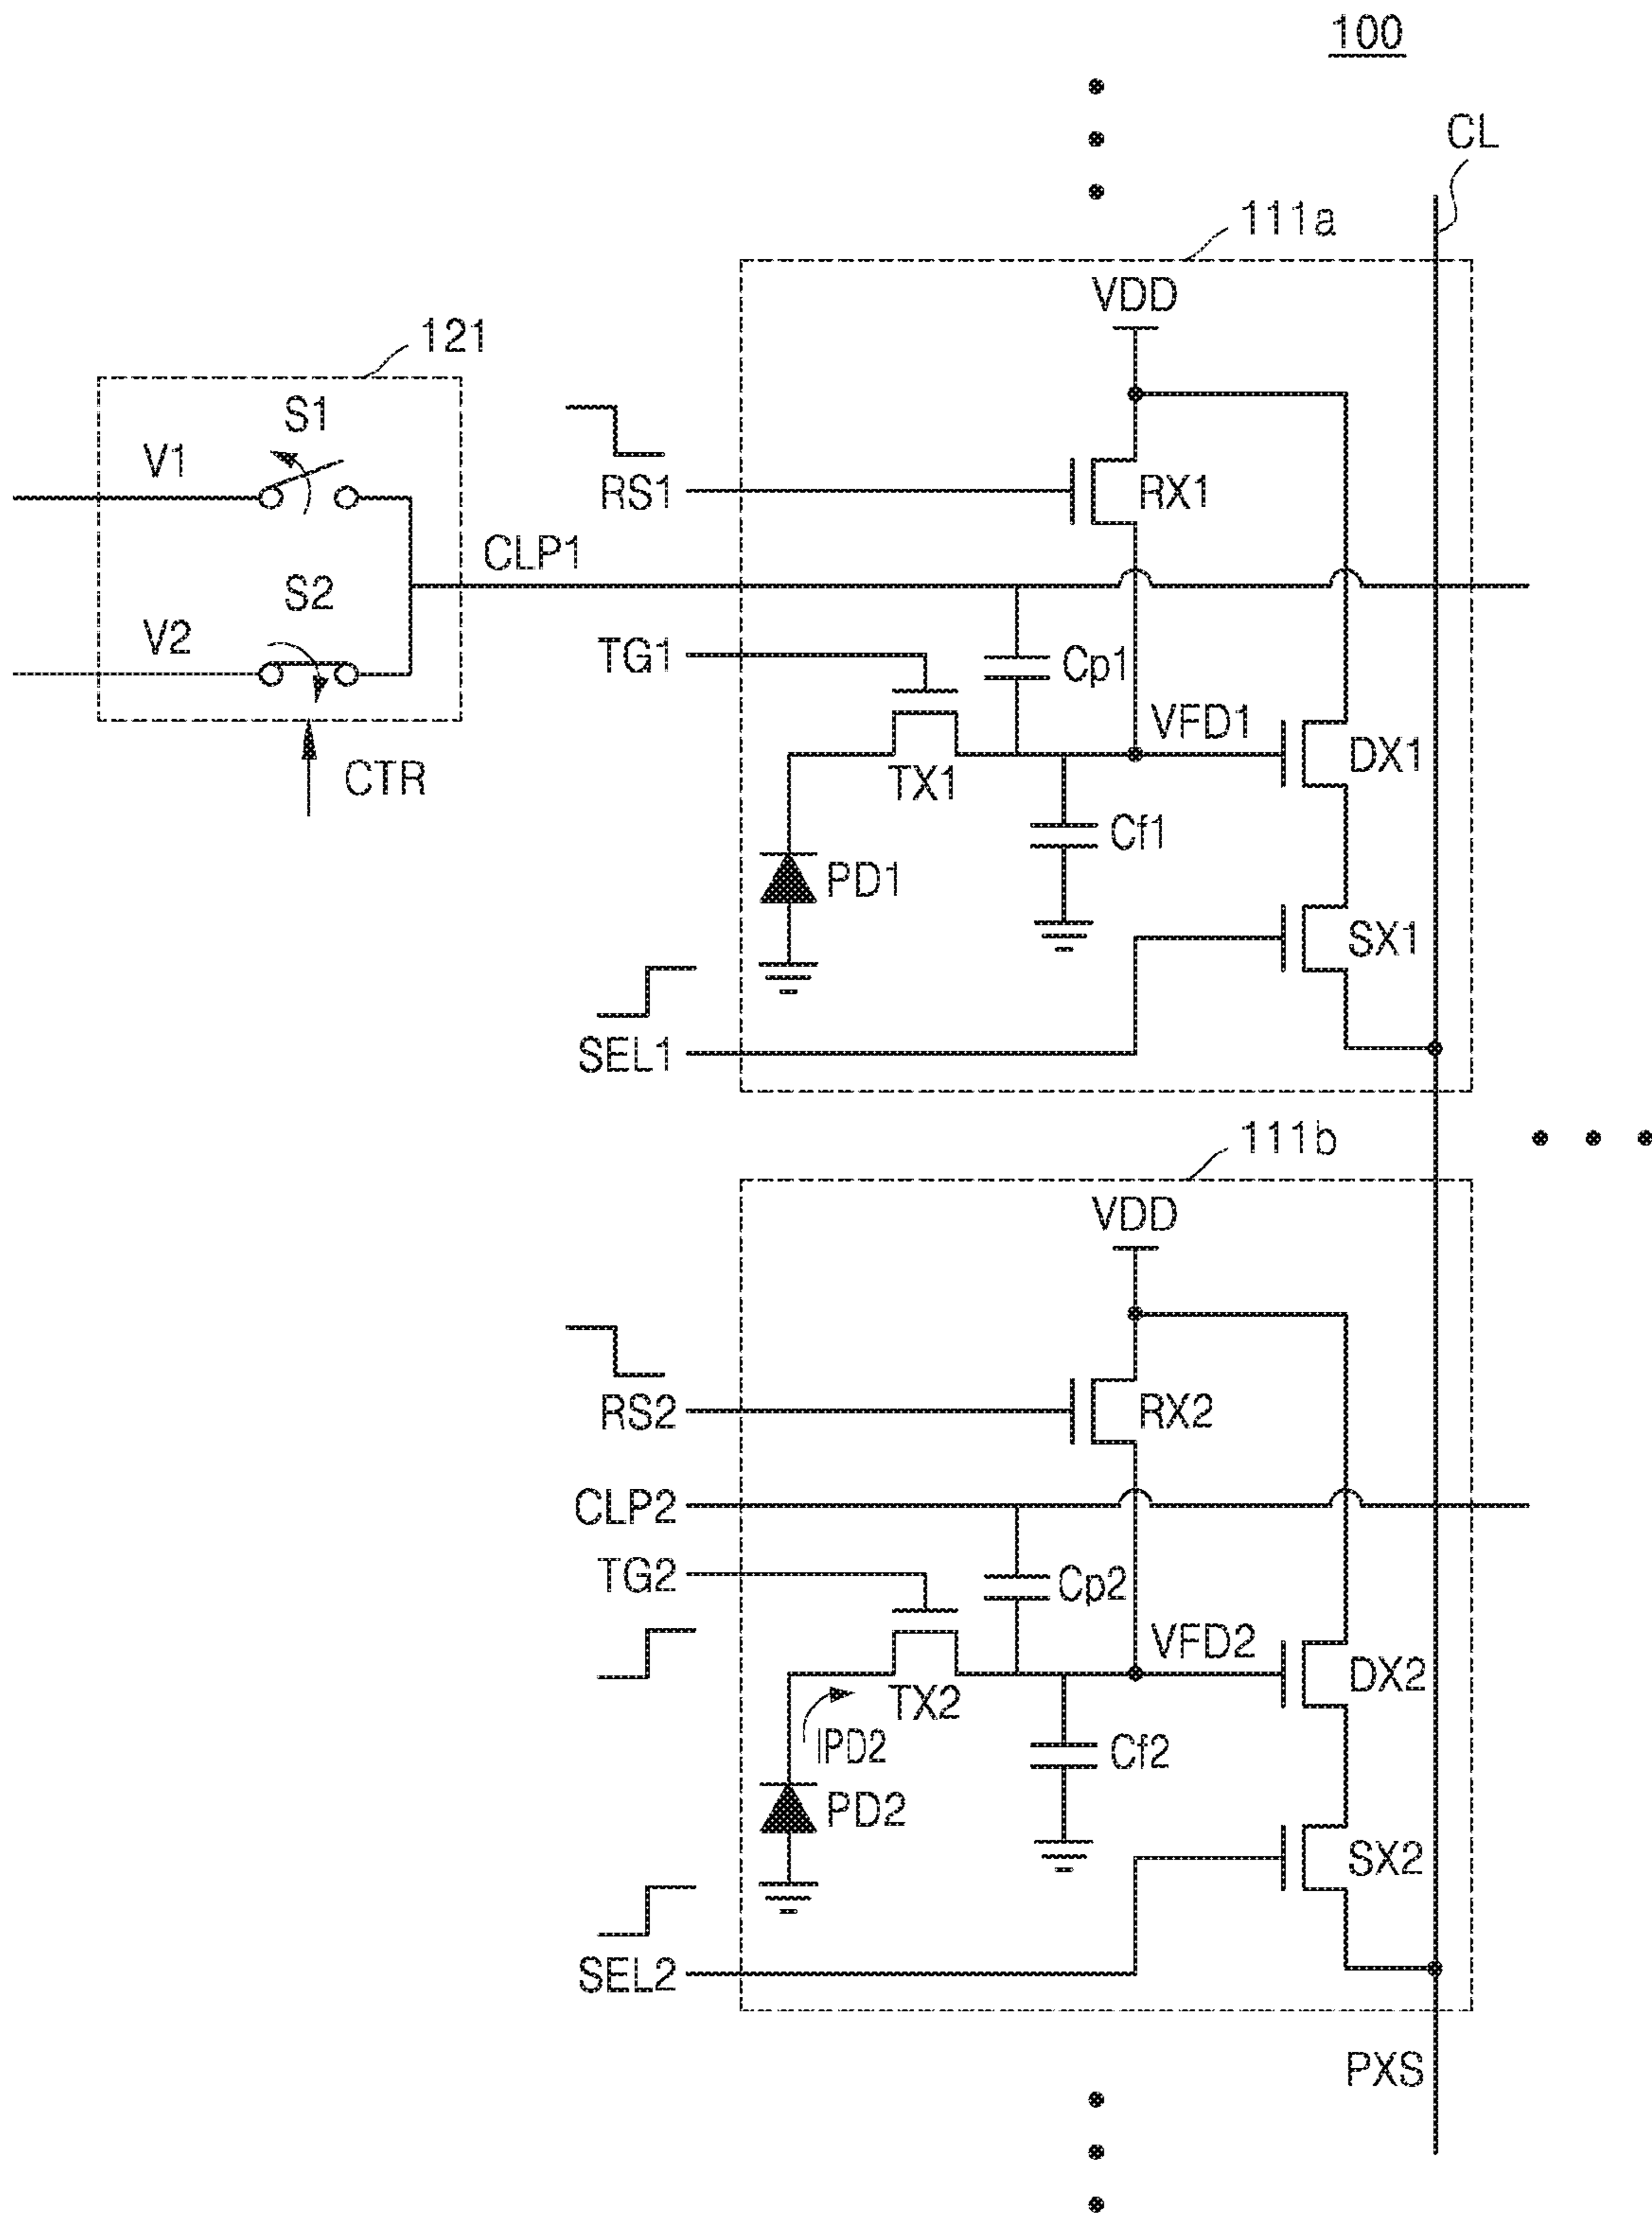 100
CL
111a
VDD
121
S1
V1
RS1
RX1
CLP1
S2
V2
TG1
Cp1
VFD1
DX1
TX1
CTR
Cf1
PD1
SX1
SEL1
111b
VDD
RS2
RX2
CLP2
TG2
Cp2
VFD2
DX2
TX2
IPD2
Cf2
PD2
SX2
SEL2
PXS